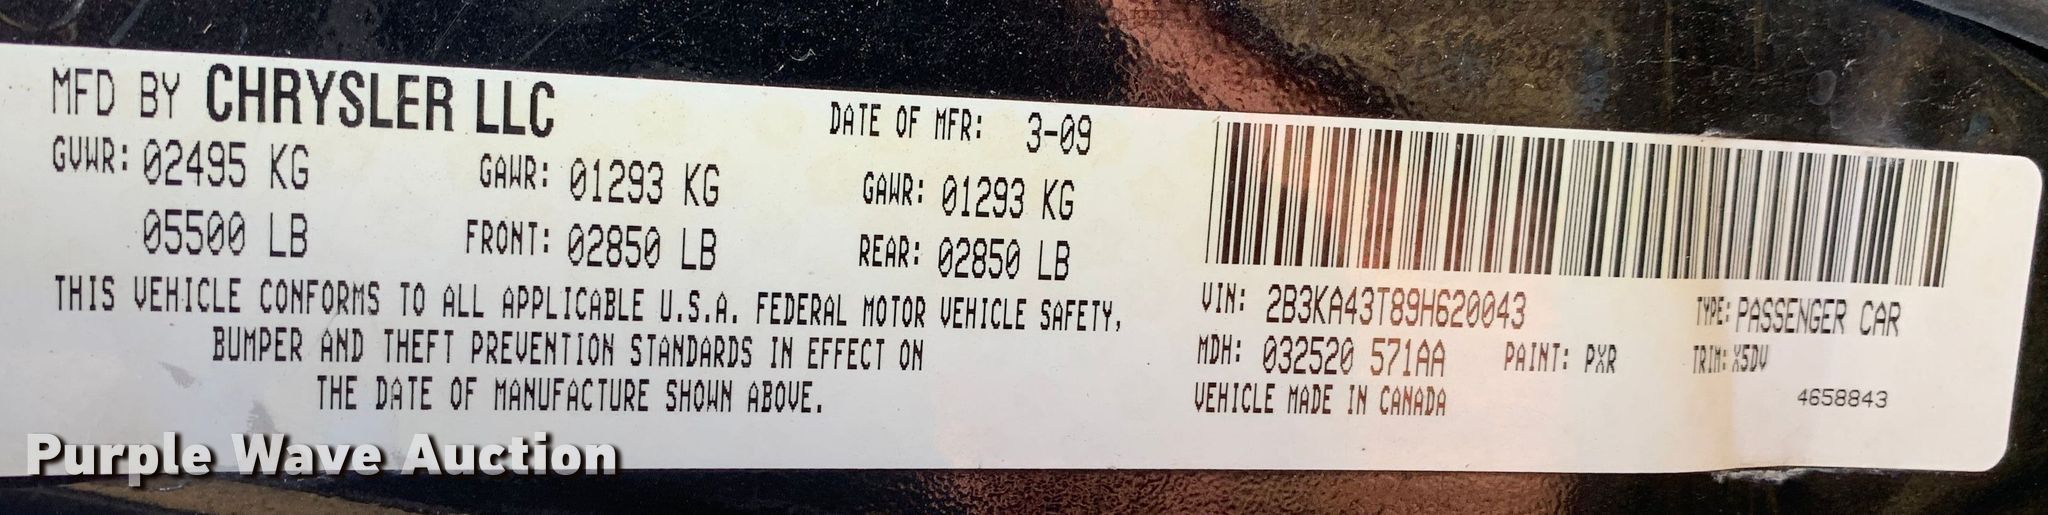 MFD BY CHRYSLER LLC
DATE OF MFR: 3-09
GVWR: 02495 KG GAWR: 01293 KG GAWR: 01293 KG
05500 LB FRONT: 02850 LB REAR: 02850 LB
THIS VEHICLE CONFORMS TO ALL APPLICABLE U.S.A. FEDERAL MOTOR VEHICLE SAFETY,
BUMPER AND THEFT PREVENTION STANDARDS IN EFFECT ON
THE DATE OF MANUFACTURE SHOWN ABOVE.
VIN: 2B3KA43T89H620043 TYPE: PASSENGER CAR
MDH: 032520 571AA PAINT: PXR TRIM: X5DV
VEHICLE MADE IN CANADA 4658843
Purple Wave Auction